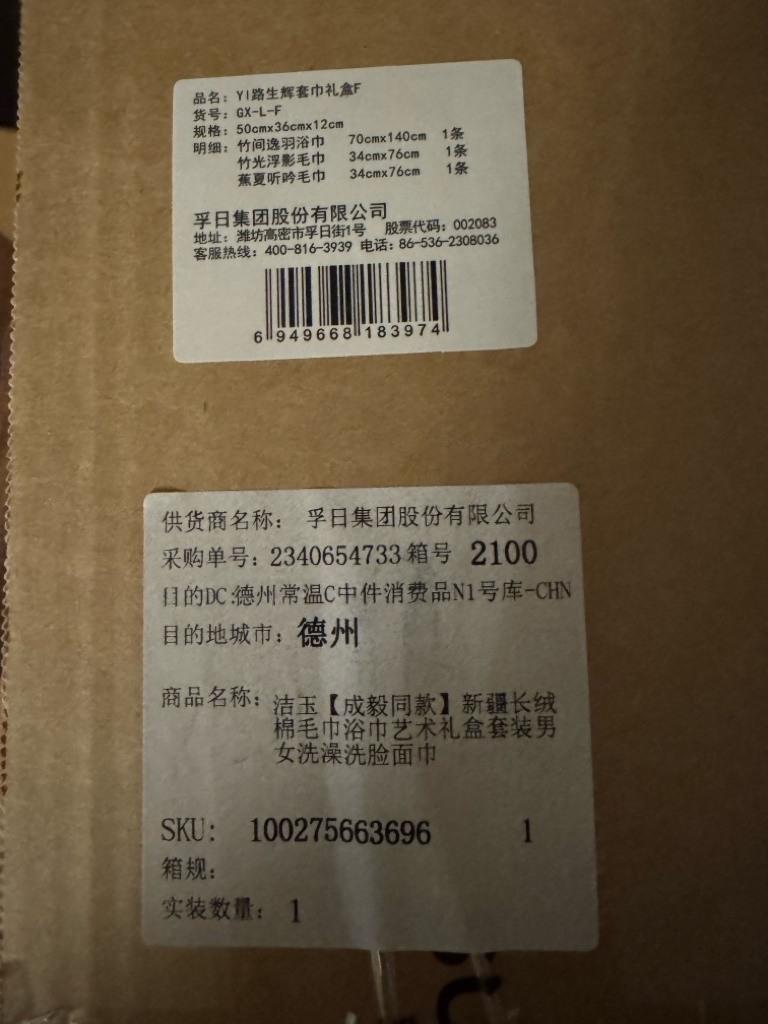 品名：YI路生辉套巾礼盒F
货号：GX-L-F
规格：50cmx36cmx12cm
明细：竹间逸羽浴巾 70cmx140cm 1条
竹光浮影毛巾 34cmx76cm 1条
蕉夏听吟毛巾 34cmx76cm 1条
孚日集团股份有限公司
地址：潍坊高密市孚日街1号 股票代码：002083
客服热线：400-816-3939 电话：86-536-2308036
6 949668 183974
供货商名称： 孚日集团股份有限公司
采购单号：2340654733 箱号 2100
目的DC:德州常温C中件消费品N1号库-CHN
目的地城市：德州
商品名称：洁玉【成毅同款】新疆长绒
棉毛巾浴巾艺术礼盒套装男
女洗澡洗脸面巾
SKU: 100275663696 1
箱规：
实装数量： 1